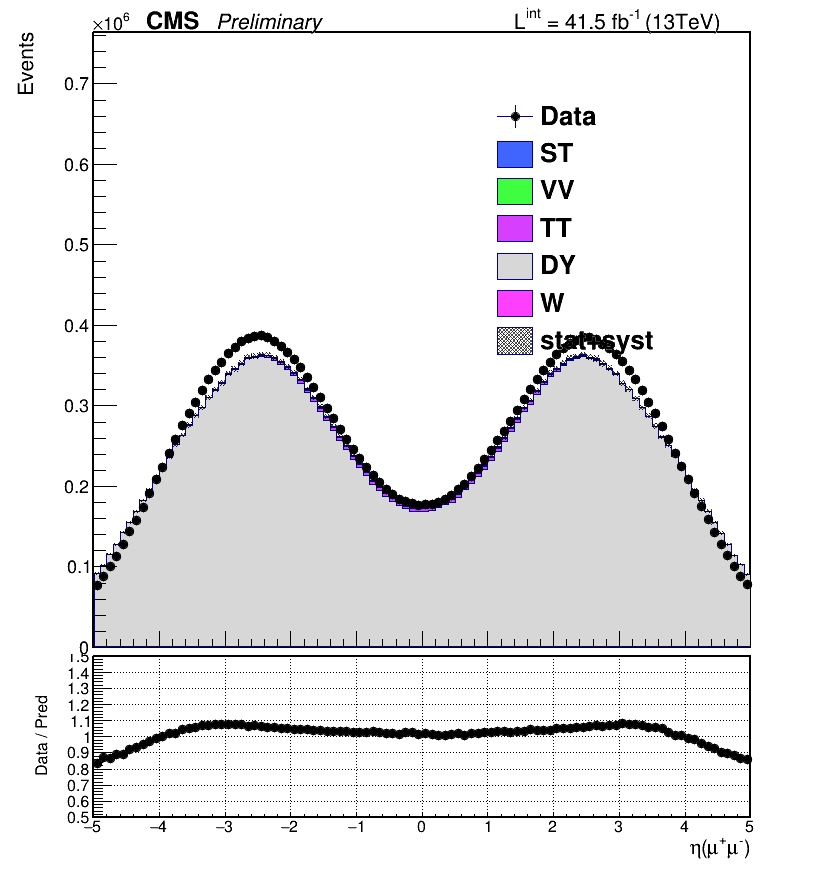 ×10⁶ CMS Preliminary L^int = 41.5 fb⁻¹ (13TeV)
Events
0.7
0.6
0.5
0.4
0.3
0.2
0.1
0
Data
ST
VV
TT
DY
W
stat+syst
Data / Pred
1.5
1.4
1.3
1.2
1.1
1
0.9
0.8
0.7
0.6
0.5
−5 −4 −3 −2 −1 0 1 2 3 4 5
η(μ⁺μ⁻)